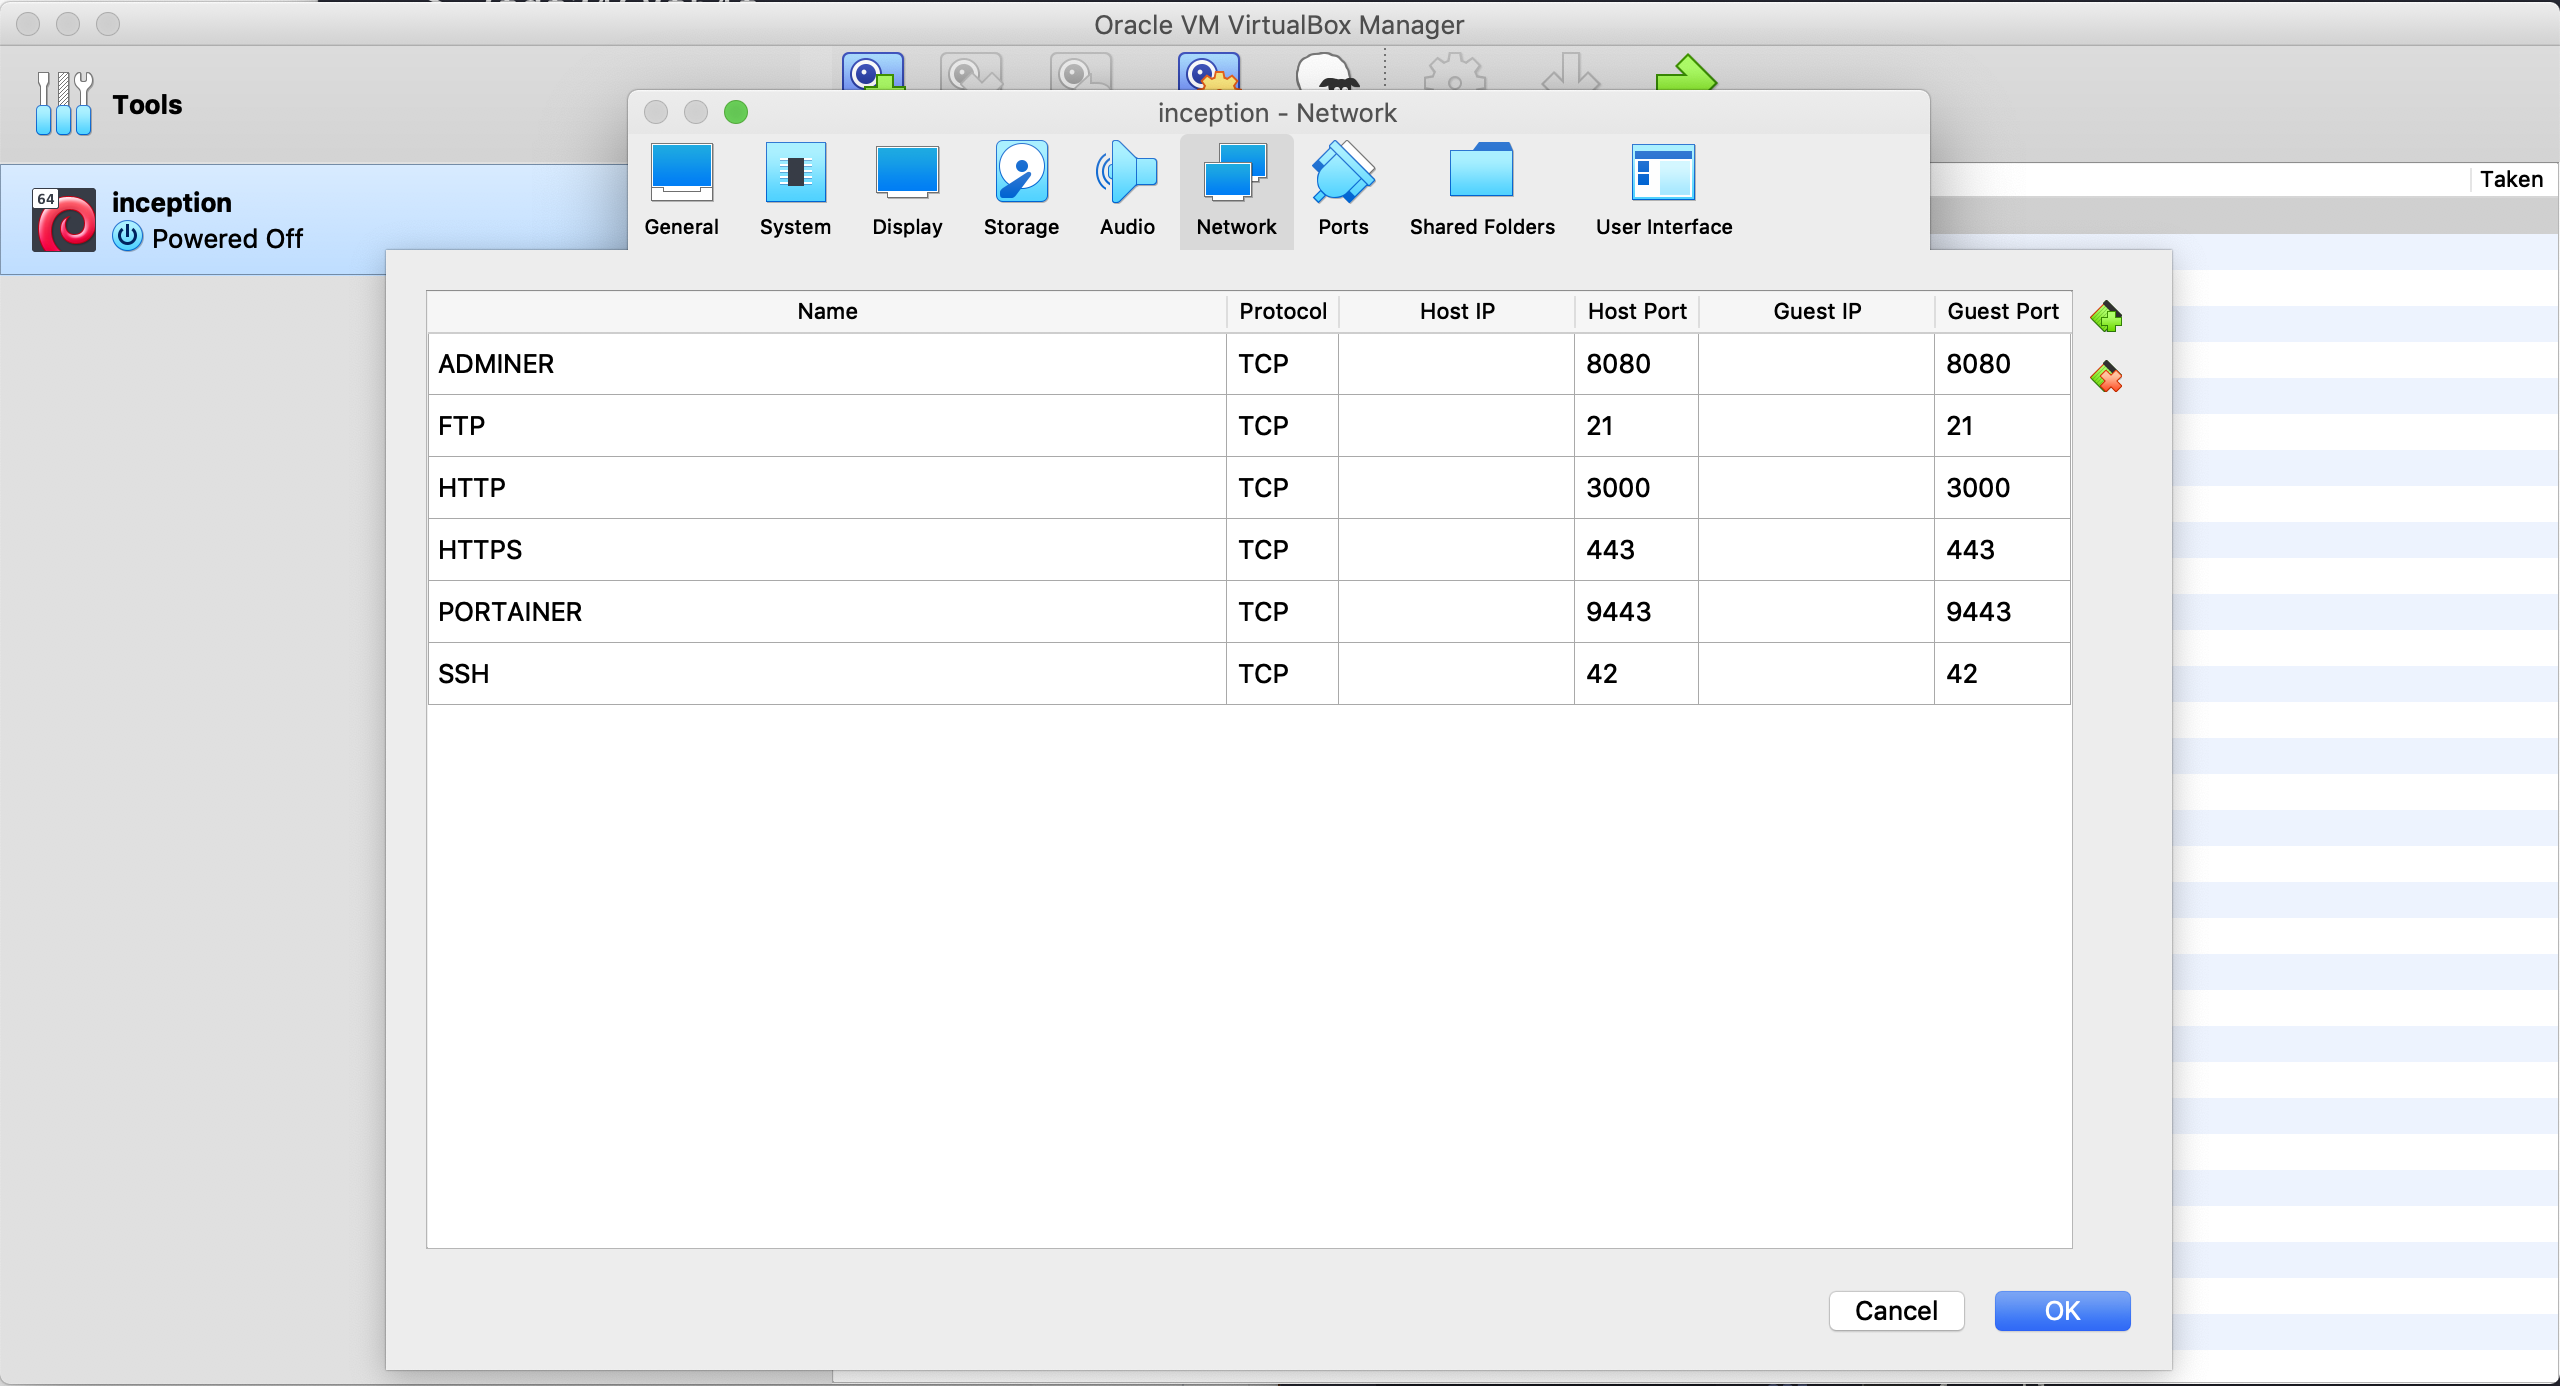 Oracle VM VirtualBox Manager
Tools
64
inception
Powered Off
inception - Network
General System Display Storage Audio Network Ports Shared Folders User Interface
Taken
Name Protocol Host IP Host Port Guest IP Guest Port
ADMINER TCP 8080 8080
FTP TCP 21 21
HTTP TCP 3000 3000
HTTPS TCP 443 443
PORTAINER TCP 9443 9443
SSH TCP 42 42
Cancel OK